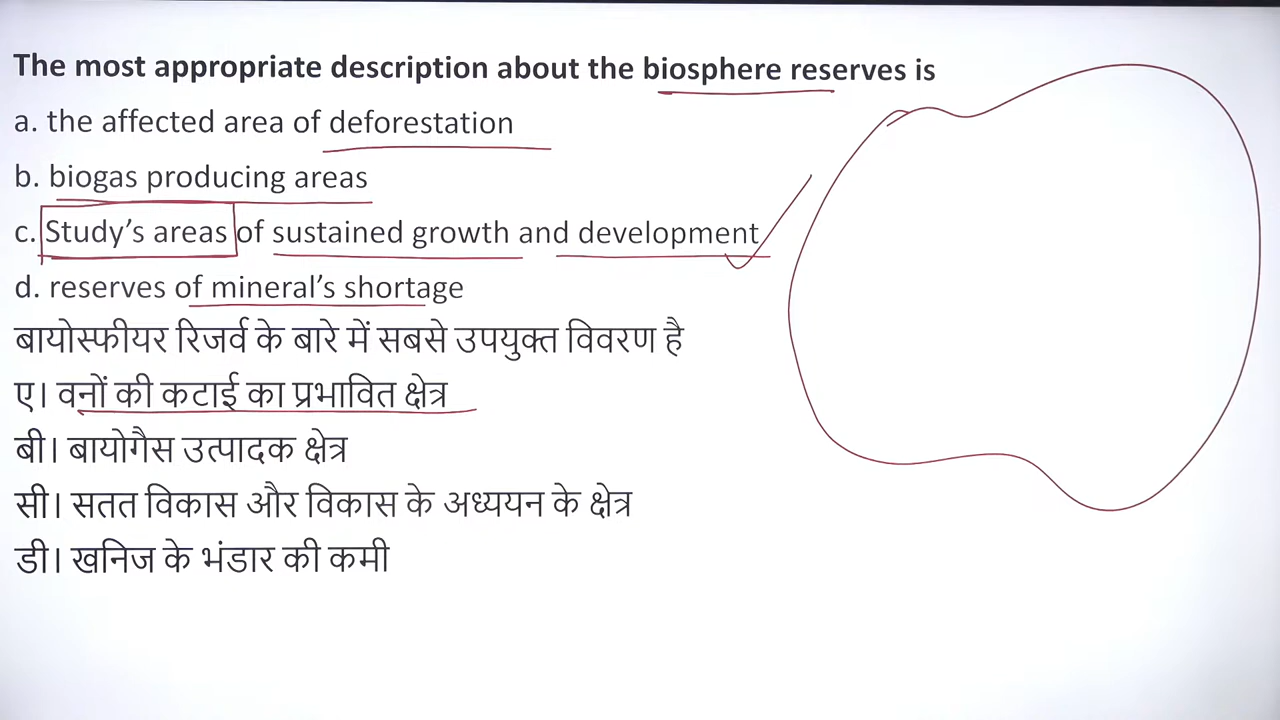 The most appropriate description about the biosphere reserves is
a. the affected area of deforestation
b. biogas producing areas
c. Study’s areas of sustained growth and development
d. reserves of mineral’s shortage
बायोस्फीयर रिजर्व के बारे में सबसे उपयुक्त विवरण है
ए। वनों की कटाई का प्रभावित क्षेत्र
बी। बायोगैस उत्पादक क्षेत्र
सी। सतत विकास और विकास के अध्ययन के क्षेत्र
डी। खनिज के भंडार की कमी